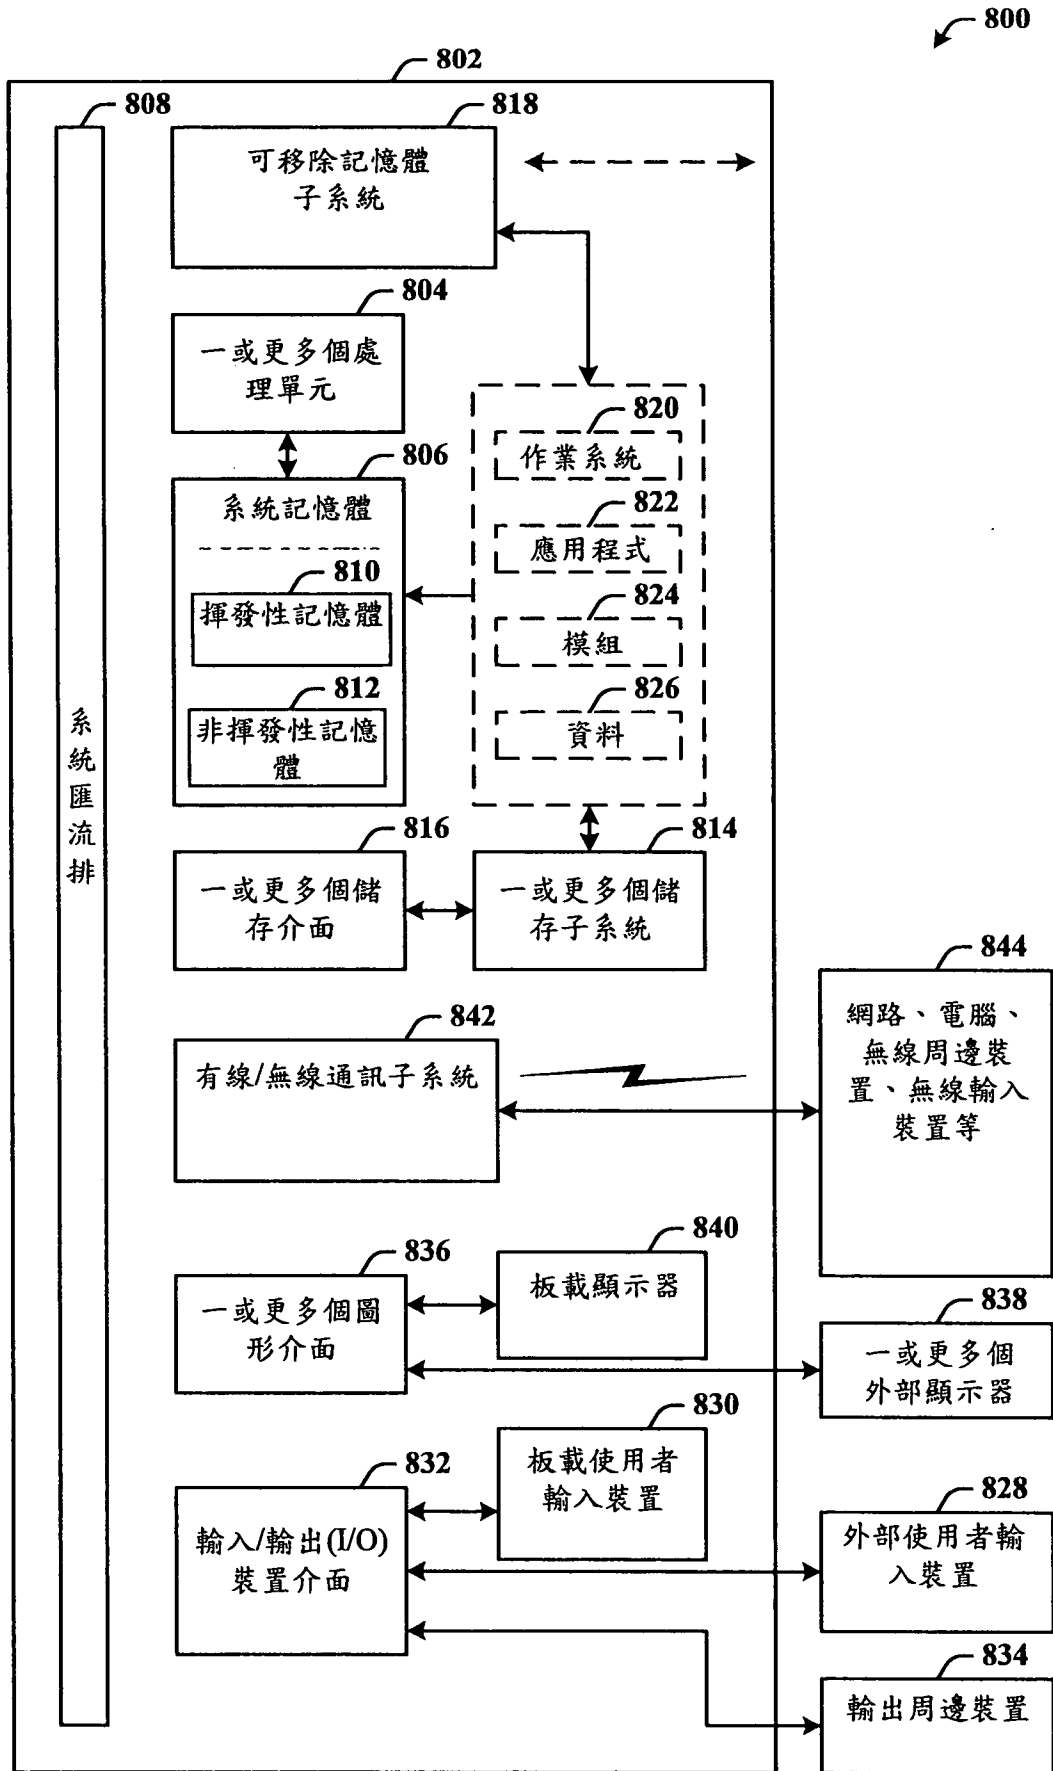 800
802
808
818
可移除記憶體
子系統
804
一或更多個處
理單元
820
作業系統
806
系統記憶體
822
應用程式
810
揮發性記憶體
824
模組
812
非揮發性記憶
體
826
資料
系統匯流排
816
一或更多個儲
存介面
814
一或更多個儲
存子系統
844
網路、電腦、
無線周邊裝
置、無線輸入
裝置等
842
有線/無線通訊子系統
840
板載顯示器
836
一或更多個圖
形介面
838
一或更多個
外部顯示器
830
板載使用者
輸入裝置
832
輸入/輸出(I/O)
裝置介面
828
外部使用者輸
入裝置
834
輸出周邊裝置